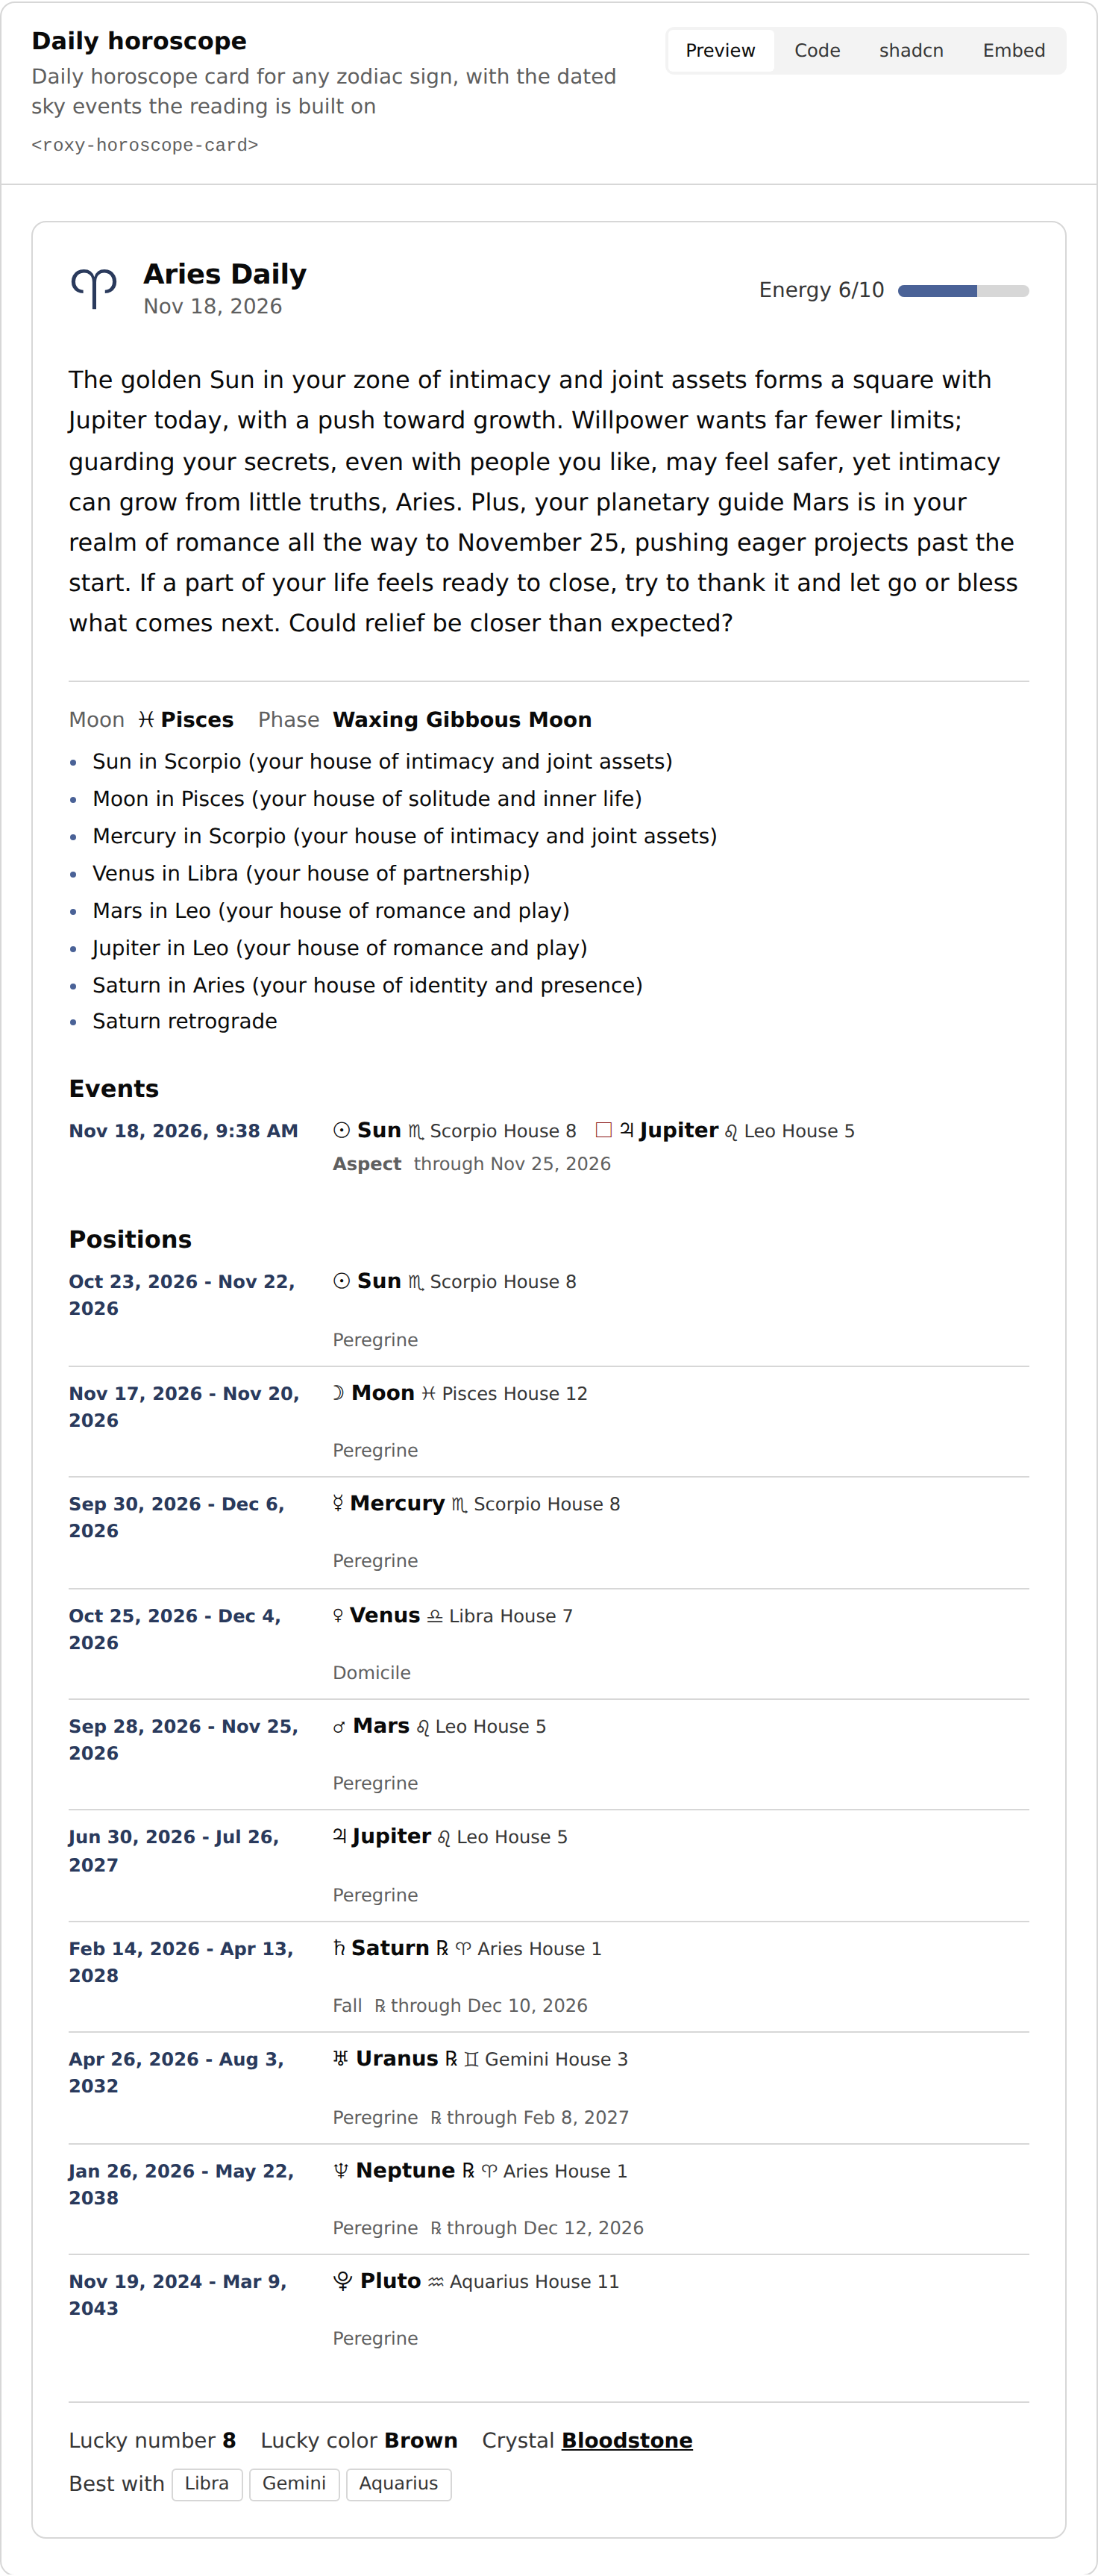 Daily horoscope
Preview Code shadcn Embed
Daily horoscope card for any zodiac sign, with the dated
sky events the reading is built on
<roxy-horoscope-card>
♈ Aries Daily
Nov 18, 2026
Energy 6/10
The golden Sun in your zone of intimacy and joint assets forms a square with
Jupiter today, with a push toward growth. Willpower wants far fewer limits;
guarding your secrets, even with people you like, may feel safer, yet intimacy
can grow from little truths, Aries. Plus, your planetary guide Mars is in your
realm of romance all the way to November 25, pushing eager projects past the
start. If a part of your life feels ready to close, try to thank it and let go or bless
what comes next. Could relief be closer than expected?
Moon ♓ Pisces Phase Waxing Gibbous Moon
• Sun in Scorpio (your house of intimacy and joint assets)
• Moon in Pisces (your house of solitude and inner life)
• Mercury in Scorpio (your house of intimacy and joint assets)
• Venus in Libra (your house of partnership)
• Mars in Leo (your house of romance and play)
• Jupiter in Leo (your house of romance and play)
• Saturn in Aries (your house of identity and presence)
• Saturn retrograde
Events
Nov 18, 2026, 9:38 AM ☉ Sun ♏ Scorpio House 8 □ ♃ Jupiter ♌ Leo House 5
Aspect through Nov 25, 2026
Positions
Oct 23, 2026 - Nov 22, ☉ Sun ♏ Scorpio House 8
2026
Peregrine
Nov 17, 2026 - Nov 20, ☽ Moon ♓ Pisces House 12
2026
Peregrine
Sep 30, 2026 - Dec 6, ☿ Mercury ♏ Scorpio House 8
2026
Peregrine
Oct 25, 2026 - Dec 4, ♀ Venus ♎ Libra House 7
2026
Domicile
Sep 28, 2026 - Nov 25, ♂ Mars ♌ Leo House 5
2026
Peregrine
Jun 30, 2026 - Jul 26, ♃ Jupiter ♌ Leo House 5
2027
Peregrine
Feb 14, 2026 - Apr 13, ♄ Saturn ℞ ♈ Aries House 1
2028
Fall ℞ through Dec 10, 2026
Apr 26, 2026 - Aug 3, ♅ Uranus ℞ ♊ Gemini House 3
2032
Peregrine ℞ through Feb 8, 2027
Jan 26, 2026 - May 22, ♆ Neptune ℞ ♈ Aries House 1
2038
Peregrine ℞ through Dec 12, 2026
Nov 19, 2024 - Mar 9, ⯓ Pluto ♒ Aquarius House 11
2043
Peregrine
Lucky number 8 Lucky color Brown Crystal Bloodstone
Best with Libra Gemini Aquarius